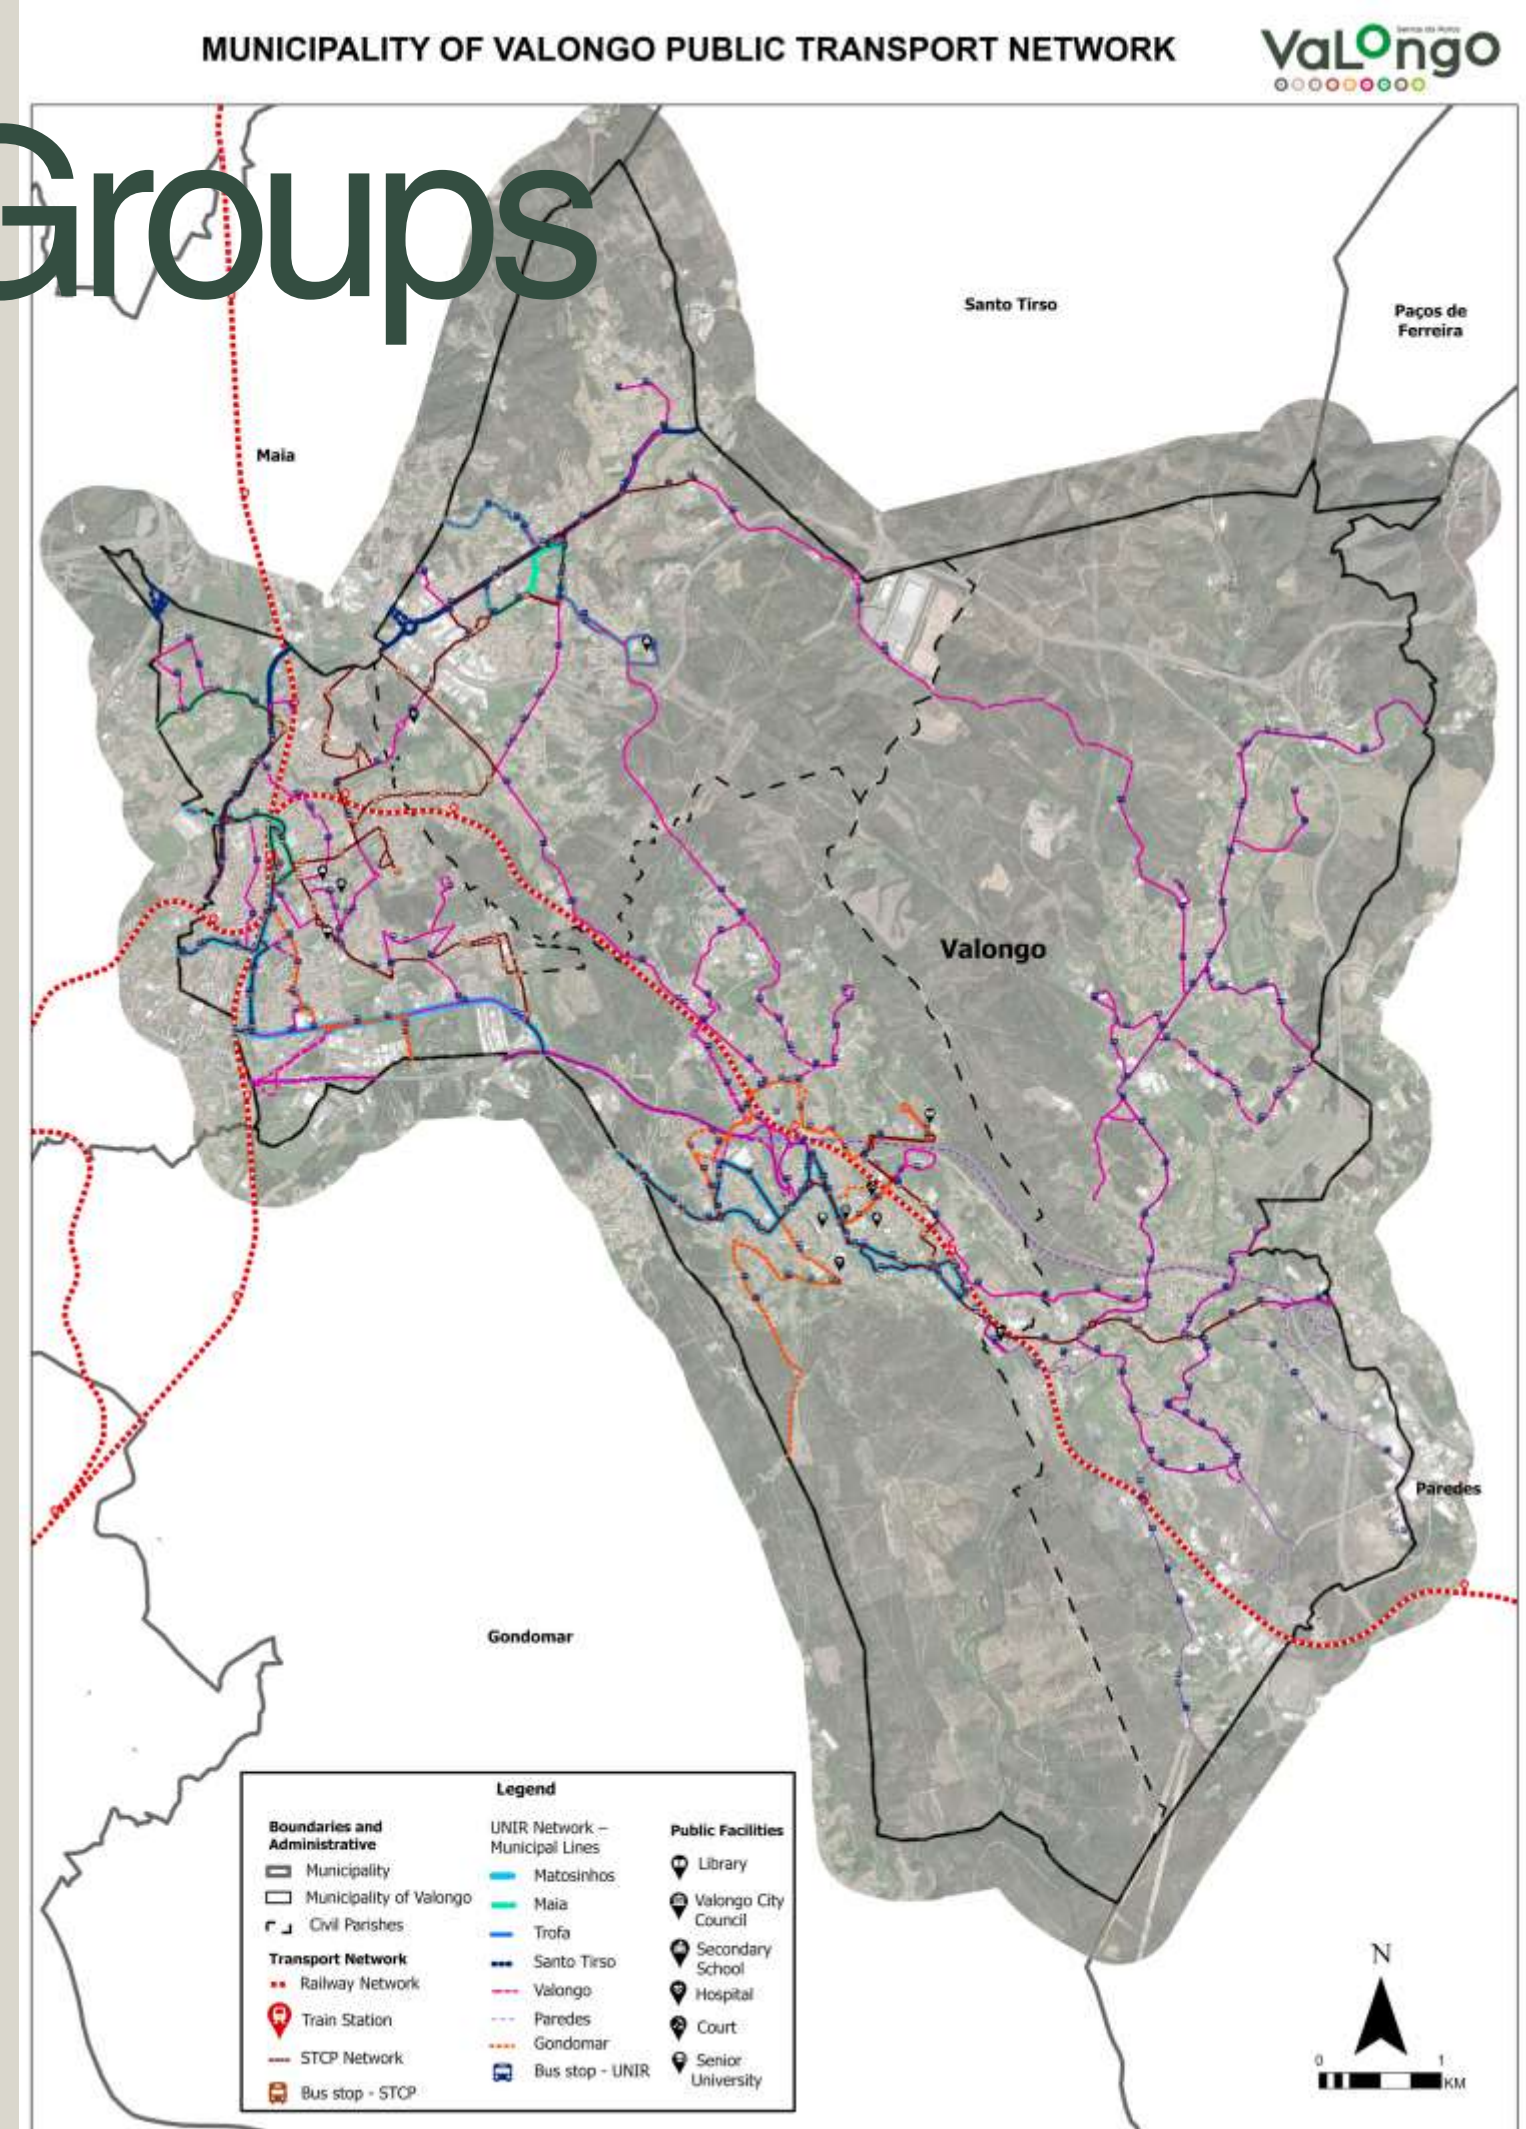 MUNICIPALITY OF VALONGO PUBLIC TRANSPORT NETWORK
VaLOngo
Groups
Santo Tirso
Paços de
Ferreira
Maia
Valongo
Paredes
Gondomar
Legend
Boundaries and
Administrative
Municipality
Municipality of Valongo
Civil Parishes
Transport Network
Railway Network
Train Station
STCP Network
Bus stop - STCP
UNIR Network –
Municipal Lines
Matosinhos
Maia
Trofa
Santo Tirso
Valongo
Paredes
Gondomar
Bus stop - UNIR
Public Facilities
Library
Valongo City
Council
Secondary
School
Hospital
Court
Senior
University
N
0 1
KM